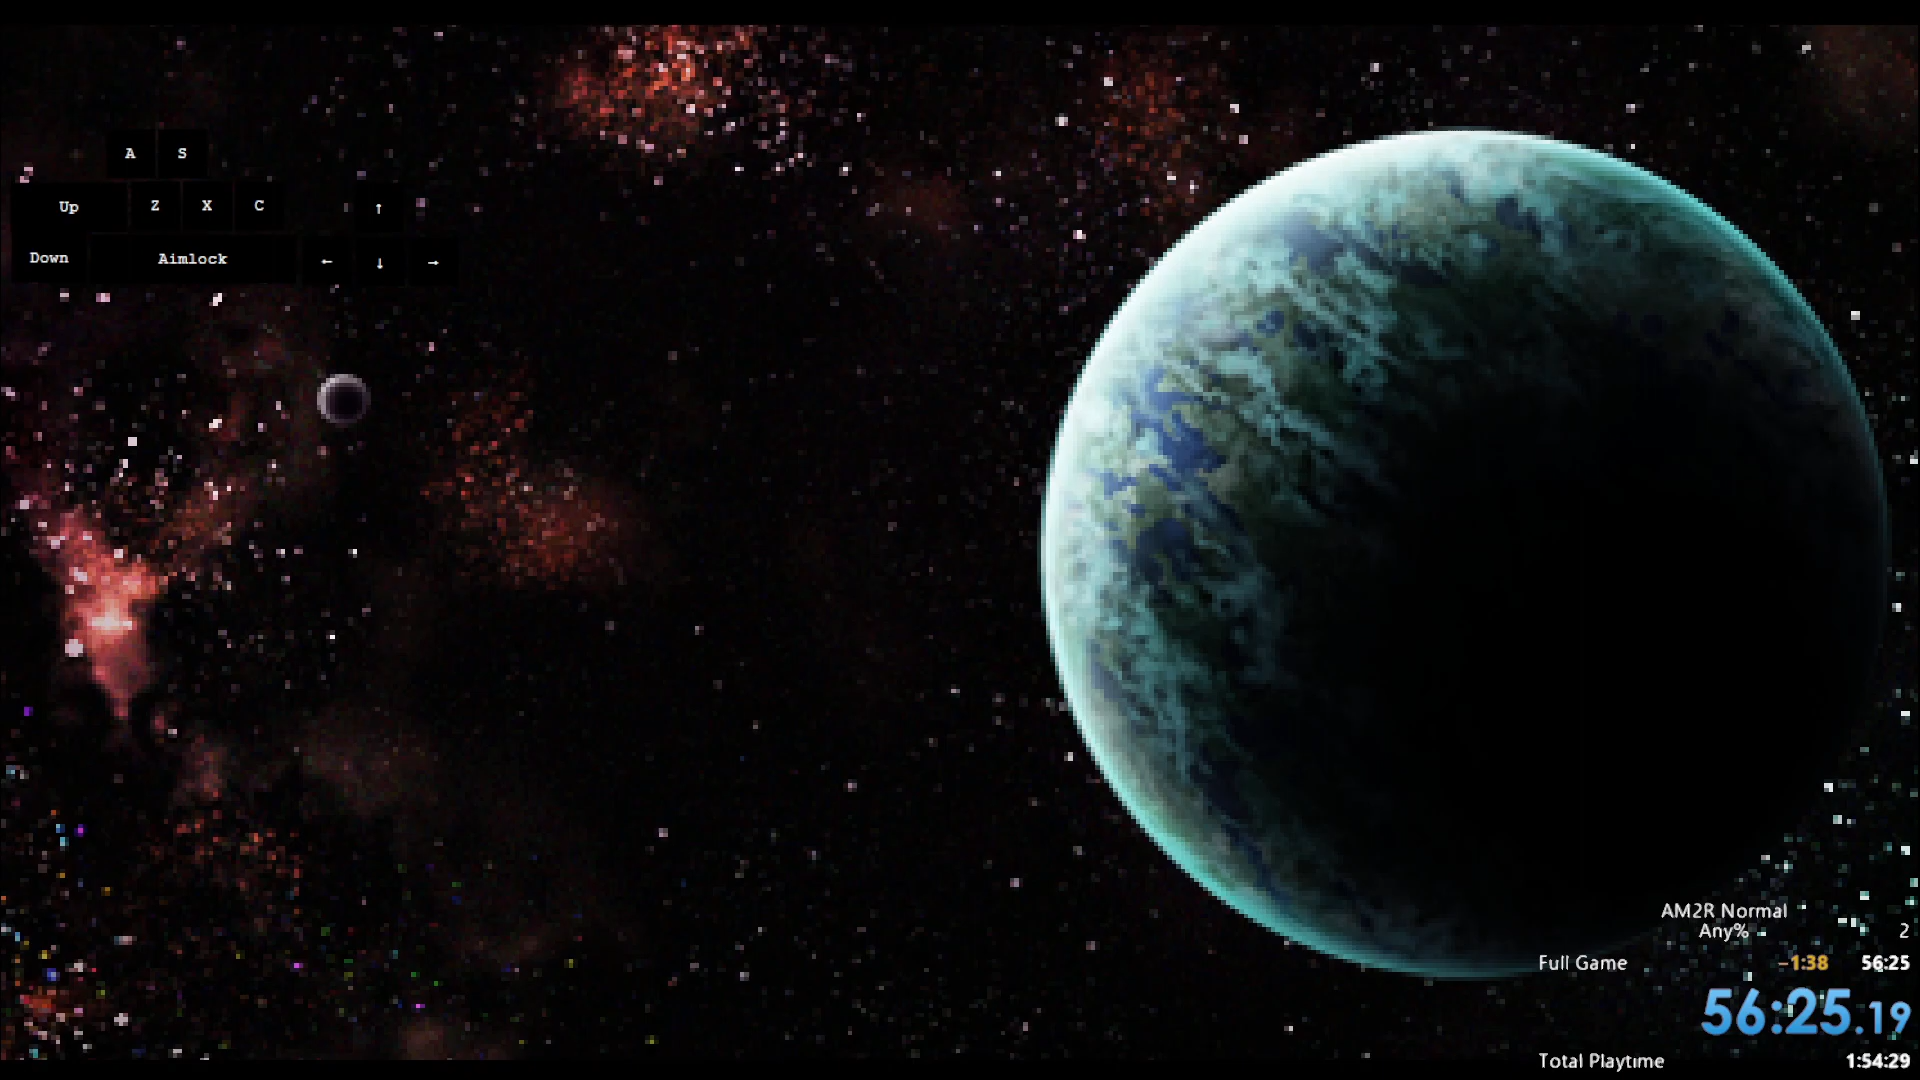 A S
Up Z X C ↑
Down Aimlock ← ↓ →
AM2R Normal
Any% 2
Full Game -1:38 56:25
56:25.19
Total Playtime 1:54:29